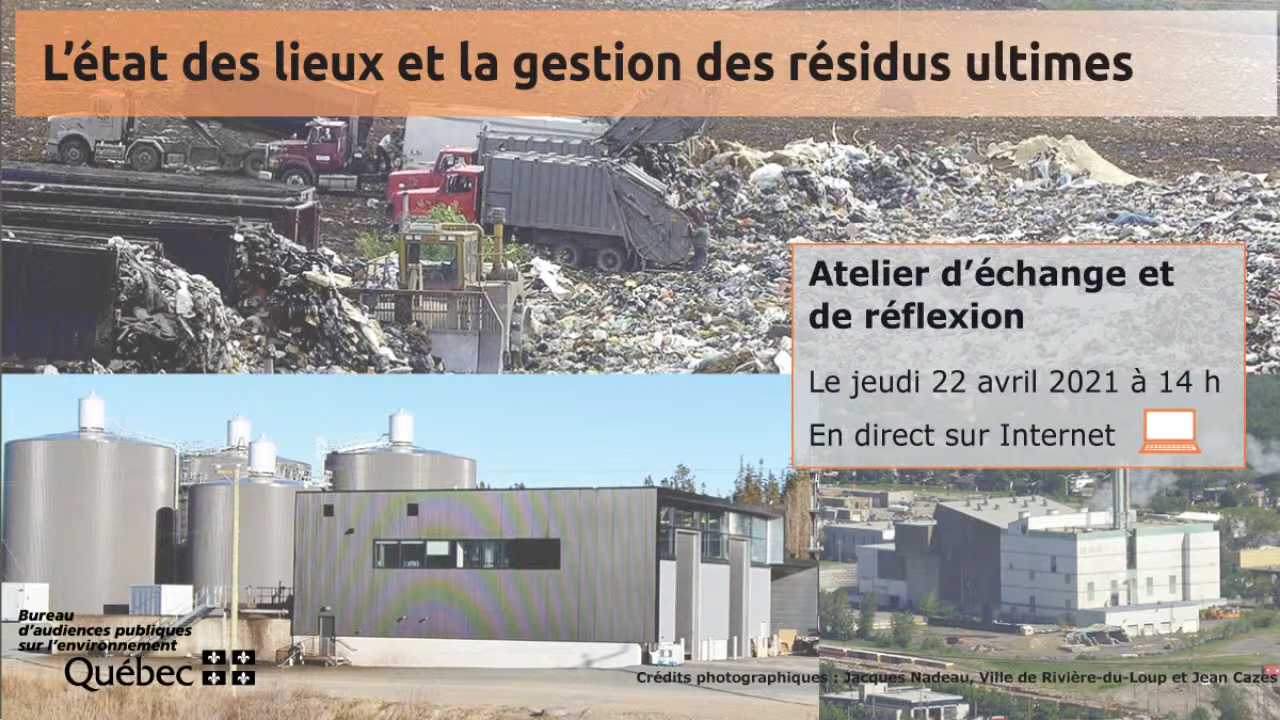 L'état des lieux et la gestion des résidus ultimes
Atelier d'échange et
de réflexion
Le jeudi 22 avril 2021 à 14 h
En direct sur Internet
Bureau
d'audiences publiques
sur l'environnement
Québec
Crédits photographiques : Jacques Nadeau, Ville de Rivière-du-Loup et Jean Cazes